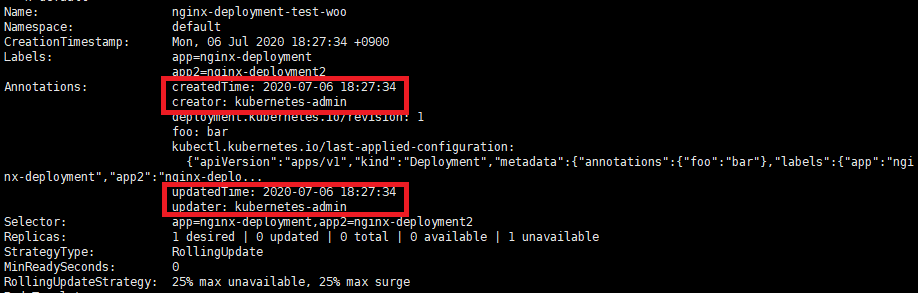 Name: nginx-deployment-test-woo
Namespace: default
CreationTimestamp: Mon, 06 Jul 2020 18:27:34 +0900
Labels: app=nginx-deployment
app2=nginx-deployment2
Annotations: createdTime: 2020-07-06 18:27:34
creator: kubernetes-admin
deployment.kubernetes.io/revision: 1
foo: bar
kubectl.kubernetes.io/last-applied-configuration:
{"apiVersion":"apps/v1","kind":"Deployment","metadata":{"annotations":{"foo":"bar"},"labels":{"app":"ngi
nx-deployment","app2":"nginx-deplo...
updatedTime: 2020-07-06 18:27:34
updater: kubernetes-admin
Selector: app=nginx-deployment,app2=nginx-deployment2
Replicas: 1 desired | 0 updated | 0 total | 0 available | 1 unavailable
StrategyType: RollingUpdate
MinReadySeconds: 0
RollingUpdateStrategy: 25% max unavailable, 25% max surge